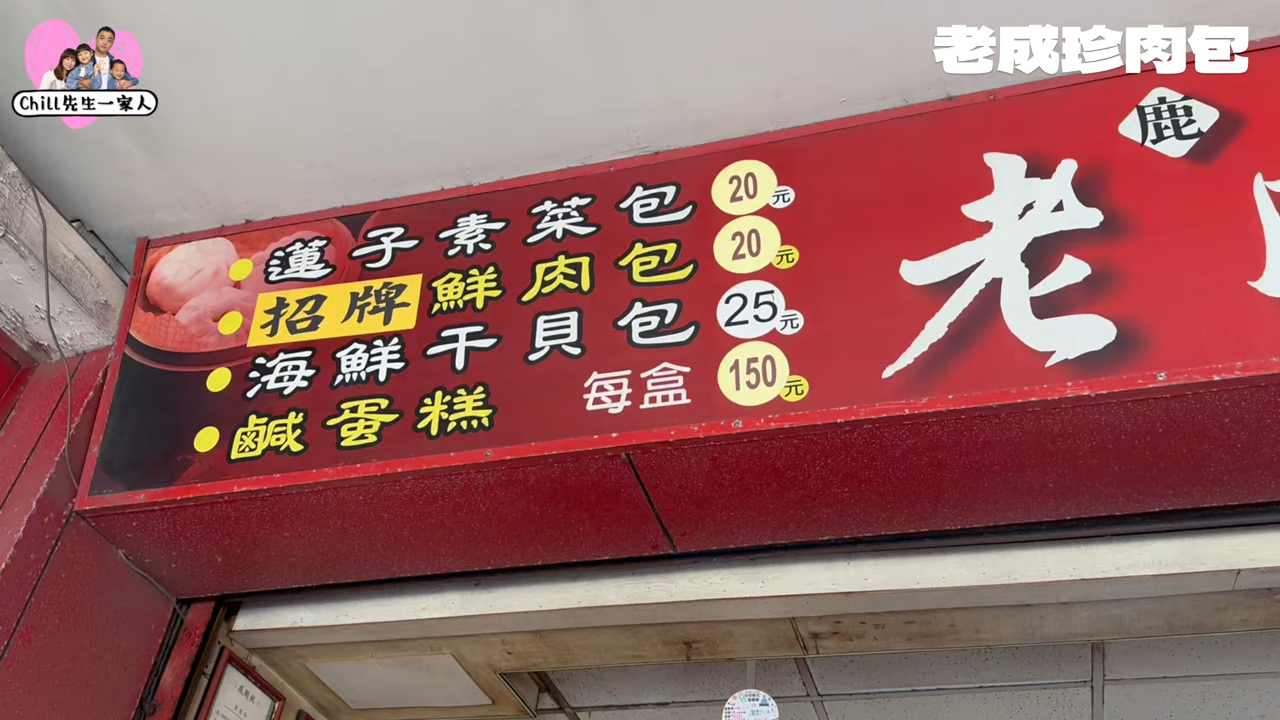 Chill先生一家人
老成珍肉包
蓮子素菜包 20元
招牌鮮肉包 20元
海鮮干貝包 25元
鹹蛋糕 每盒 150元
鹿
老